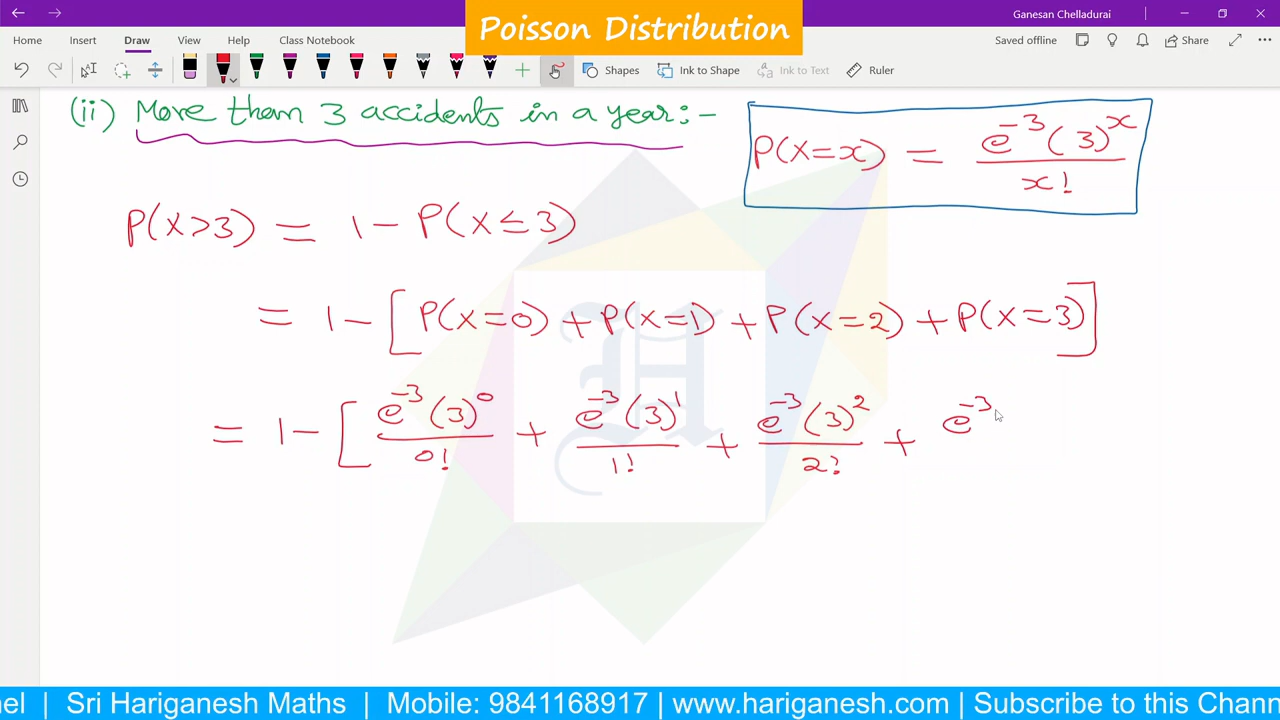 Poisson Distribution
Ganesan Chelladurai
Home Insert Draw View Help Class Notebook
Saved offline Share
Shapes Ink to Shape Ink to Text Ruler
(ii) More than 3 accidents in a year:-
P(X=x) = e^-3 (3)^x / x!
P(X>3) = 1 - P(X≤3)
= 1 - [P(X=0) + P(X=1) + P(X=2) + P(X=3)]
= 1 - [e^-3 (3)^0 / 0! + e^-3 (3)^1 / 1! + e^-3 (3)^2 / 2! + e^-3
nel | Sri Hariganesh Maths | Mobile: 9841168917 | www.hariganesh.com | Subscribe to this Chann